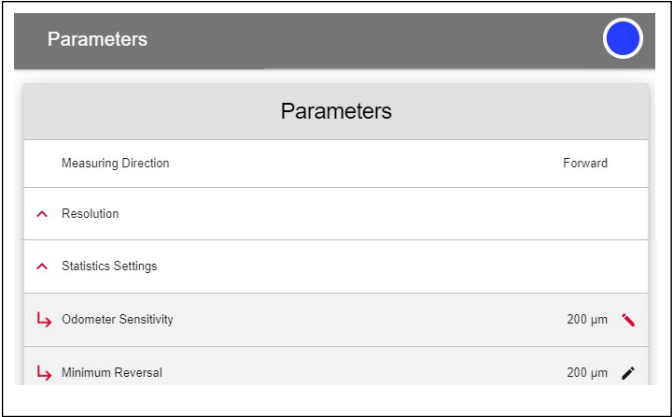 Parameters
Parameters
Measuring Direction Forward
Resolution
Statistics Settings
Odometer Sensitivity 200 µm
Minimum Reversal 200 µm